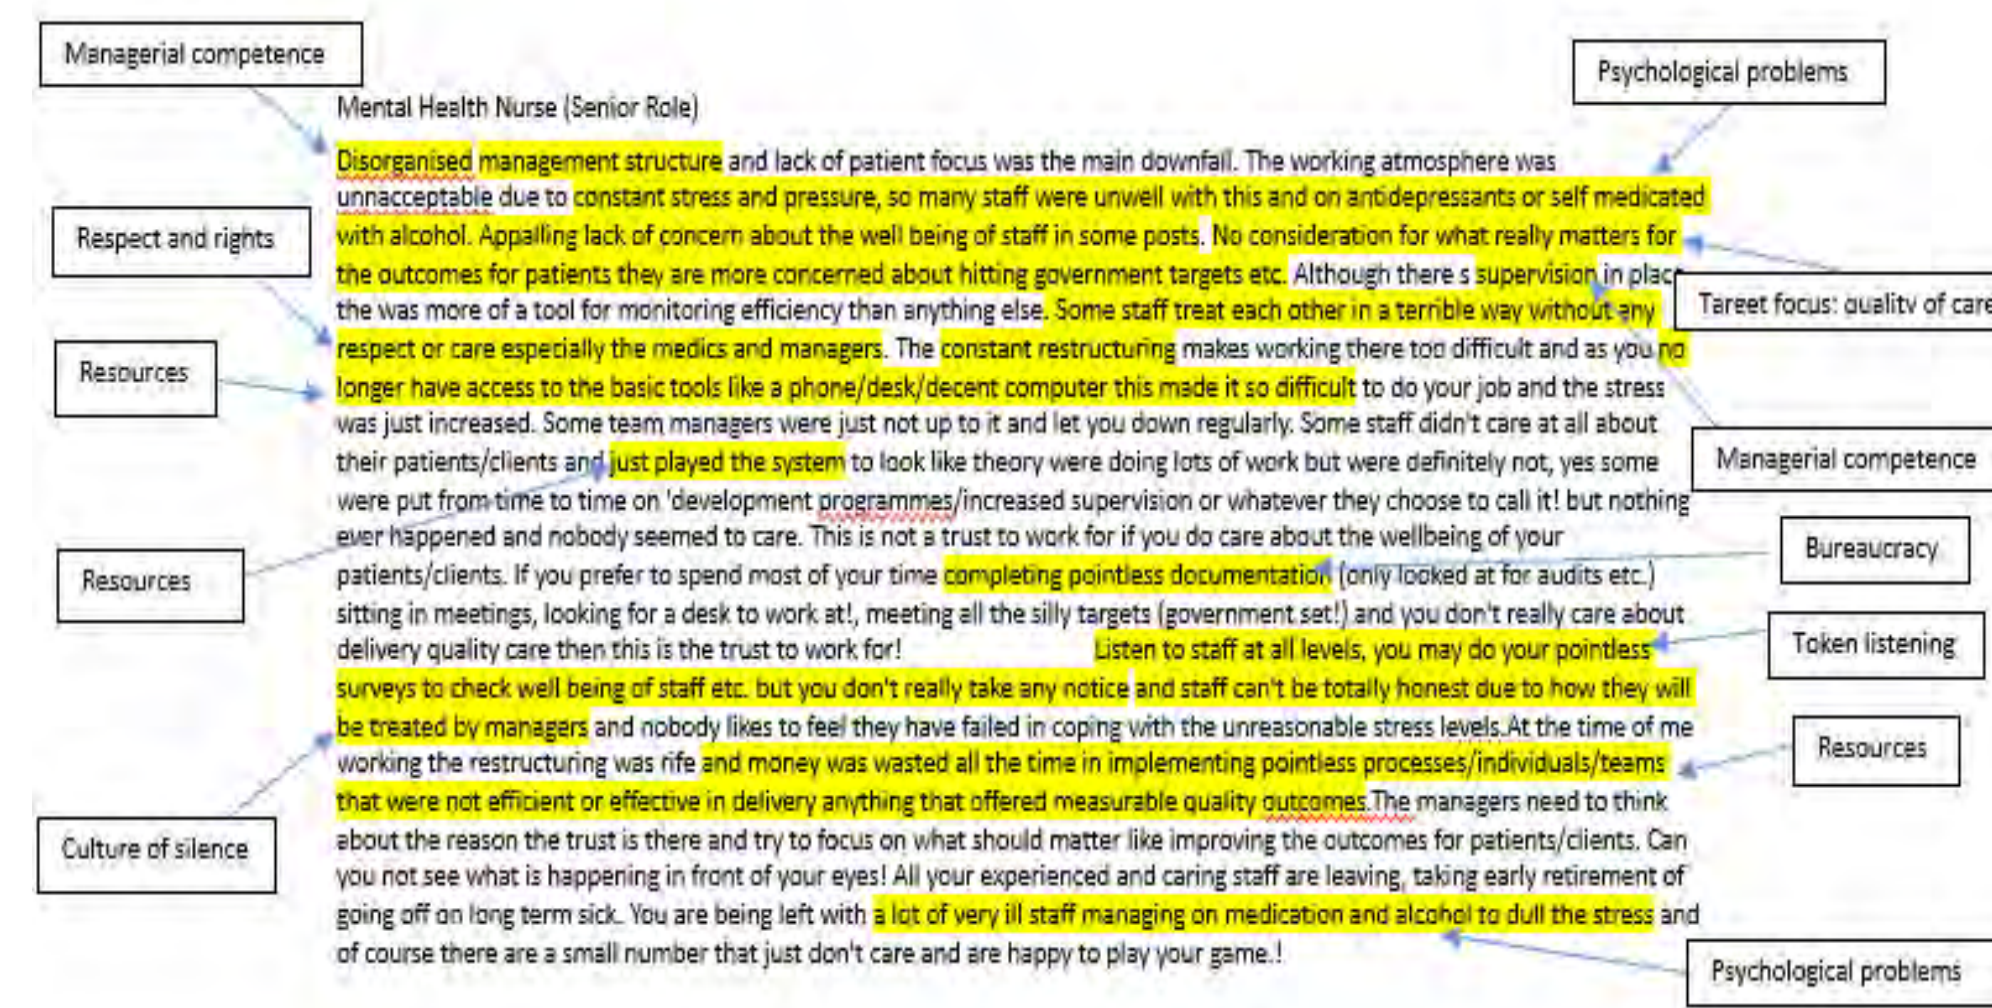 Managerial competence
Psychological problems
Mental Health Nurse (Senior Role)
Disorganised management structure and lack of patient focus was the main downfall. The working atmosphere was
unnacceptable due to constant stress and pressure, so many staff were unwell with this and on antidepressants or self medicated
with alcohol. Appalling lack of concern about the well being of staff in some posts. No consideration for what really matters for
Respect and rights
the outcomes for patients they are more concerned about hitting government targets etc. Although there s supervision in place
Target focus: quality of care
the was more of a tool for monitoring efficiency than anything else. Some staff treat each other in a terrible way without any
respect or care especially the medics and managers. The constant restructuring makes working there too difficult and as you no
Resources
longer have access to the basic tools like a phone/desk/decent computer this made it so difficult to do your job and the stress
was just increased. Some team managers were just not up to it and let you down regularly. Some staff didn't care at all about
their patients/clients and just played the system to look like theory were doing lots of work but were definitely not, yes some
Managerial competence
were put from time to time on 'development programmes/increased supervision or whatever they choose to call it! but nothing
ever happened and nobody seemed to care. This is not a trust to work for if you do care about the wellbeing of your
Bureaucracy
Resources
patients/clients. If you prefer to spend most of your time completing pointless documentation (only looked at for audits etc.)
sitting in meetings, looking for a desk to work at!, meeting all the silly targets (government set!) and you don't really care about
delivery quality care then this is the trust to work for! Listen to staff at all levels, you may do your pointless
Token listening
surveys to check well being of staff etc. but you don't really take any notice and staff can't be totally honest due to how they will
be treated by managers and nobody likes to feel they have failed in coping with the unreasonable stress levels.At the time of me
Resources
working the restructuring was rife and money was wasted all the time in implementing pointless processes/individuals/teams
that were not efficient or effective in delivery anything that offered measurable quality outcomes.The managers need to think
Culture of silence
about the reason the trust is there and try to focus on what should matter like improving the outcomes for patients/clients. Can
you not see what is happening in front of your eyes! All your experienced and caring staff are leaving, taking early retirement of
going off on long term sick. You are being left with a lot of very ill staff managing on medication and alcohol to dull the stress and
of course there are a small number that just don't care and are happy to play your game.!
Psychological problems